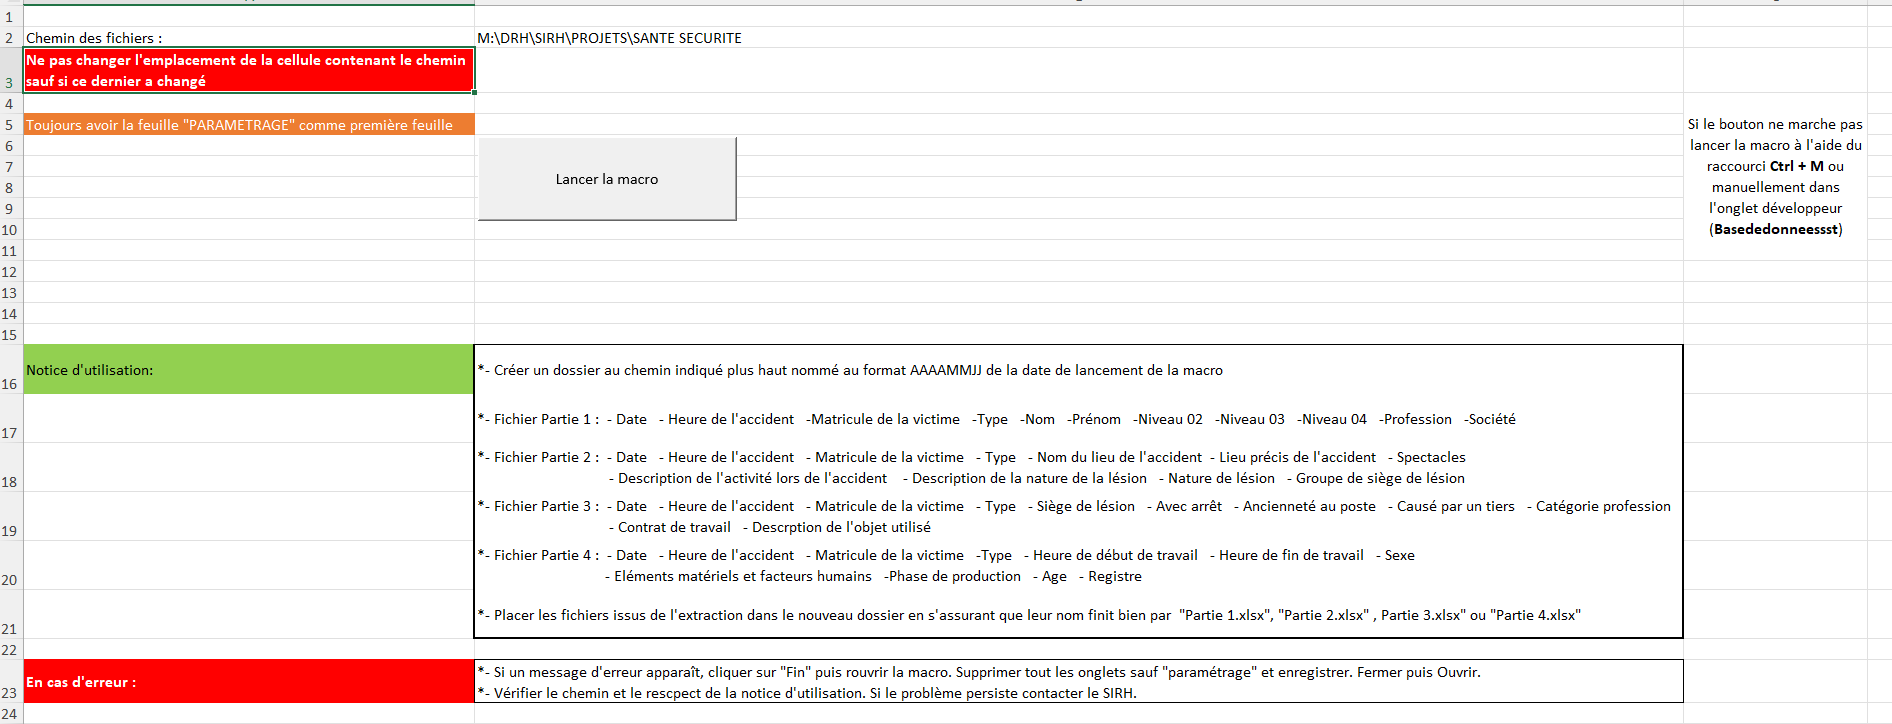 1
2 Chemin des fichiers : M:\DRH\SIRH\PROJETS\SANTE SECURITE
Ne pas changer l'emplacement de la cellule contenant le chemin
3 sauf si ce dernier a changé
4
5 Toujours avoir la feuille "PARAMETRAGE" comme première feuille
6
7
8
9
10
11
12
13
14
15
Lancer la macro
Si le bouton ne marche pas
lancer la macro à l'aide du
raccourci Ctrl + M ou
manuellement dans
l'onglet développeur
(Basededonneessst)
16 Notice d'utilisation: *- Créer un dossier au chemin indiqué plus haut nommé au format AAAAMMJJ de la date de lancement de la macro
17 *- Fichier Partie 1 : - Date - Heure de l'accident -Matricule de la victime -Type -Nom -Prénom -Niveau 02 -Niveau 03 -Niveau 04 -Profession -Société
*- Fichier Partie 2 : - Date - Heure de l'accident - Matricule de la victime - Type - Nom du lieu de l'accident - Lieu précis de l'accident - Spectacles
18 - Description de l'activité lors de l'accident - Description de la nature de la lésion - Nature de lésion - Groupe de siège de lésion
*- Fichier Partie 3 : - Date - Heure de l'accident - Matricule de la victime - Type - Siège de lésion - Avec arrêt - Ancienneté au poste - Causé par un tiers - Catégorie profession
19 - Contrat de travail - Descrption de l'objet utilisé
*- Fichier Partie 4 : - Date - Heure de l'accident - Matricule de la victime -Type - Heure de début de travail - Heure de fin de travail - Sexe
20 - Eléments matériels et facteurs humains -Phase de production - Age - Registre
21 *- Placer les fichiers issus de l'extraction dans le nouveau dossier en s'assurant que leur nom finit bien par "Partie 1.xlsx", "Partie 2.xlsx" , Partie 3.xlsx" ou "Partie 4.xlsx"
22
En cas d'erreur : *- Si un message d'erreur apparaît, cliquer sur "Fin" puis rouvrir la macro. Supprimer tout les onglets sauf "paramétrage" et enregistrer. Fermer puis Ouvrir.
23 *- Vérifier le chemin et le rescpect de la notice d'utilisation. Si le problème persiste contacter le SIRH.
24